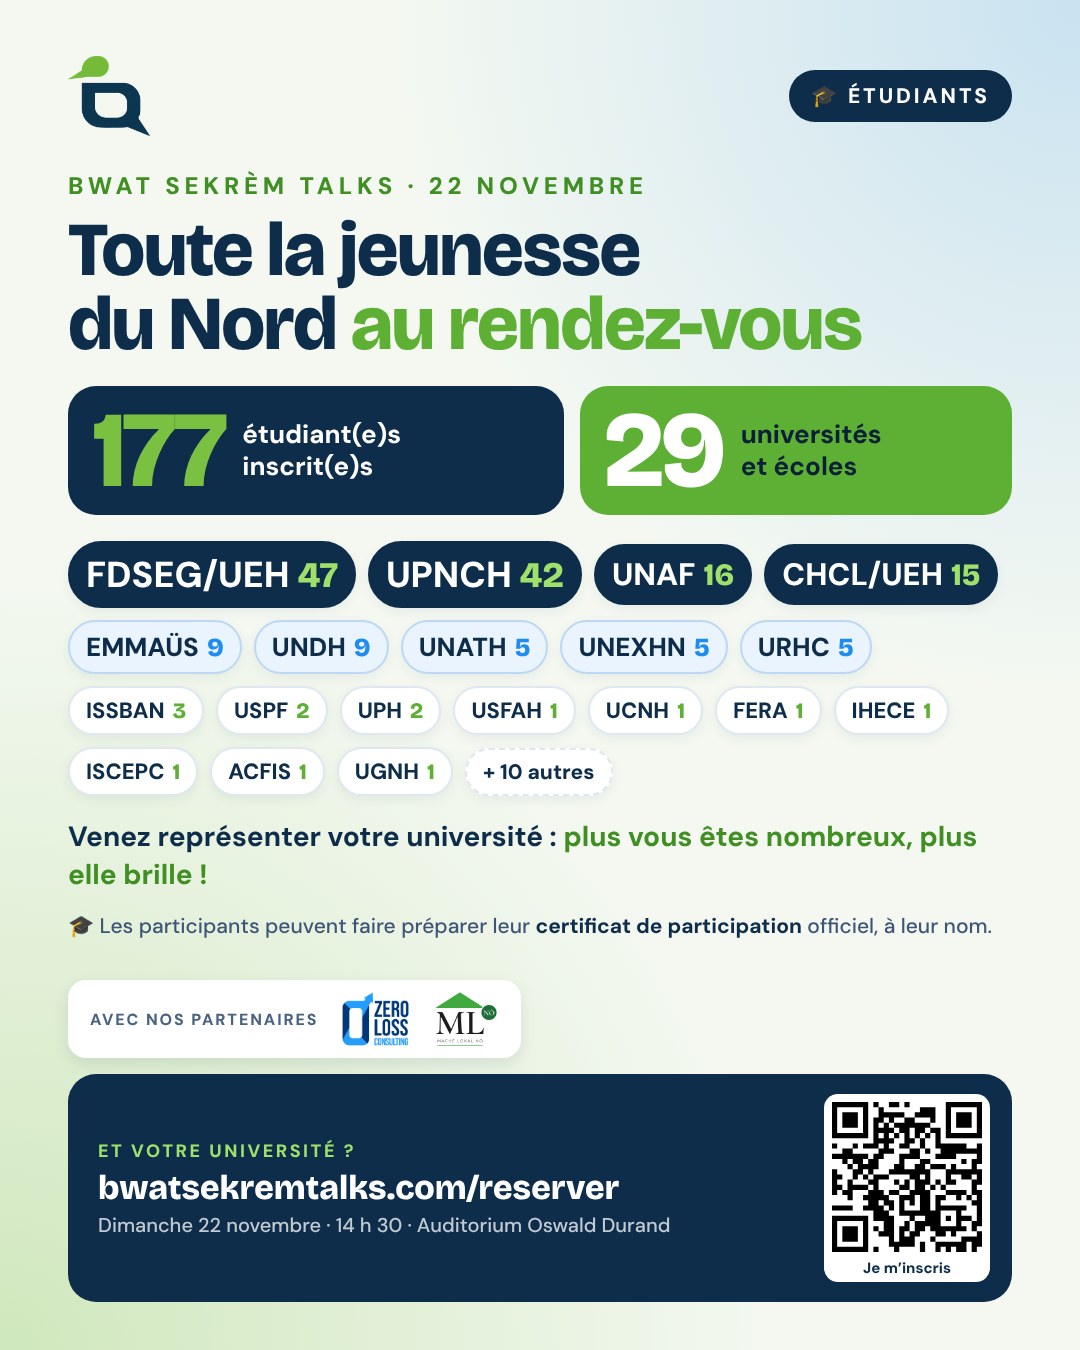 ÉTUDIANTS
BWAT SEKRÈM TALKS · 22 NOVEMBRE
Toute la jeunesse
du Nord au rendez-vous
177 étudiant(e)s
inscrit(e)s
29 universités
et écoles
FDSEG/UEH 47 UPNCH 42 UNAF 16 CHCL/UEH 15
EMMAÜS 9 UNDH 9 UNATH 5 UNEXHN 5 URHC 5
ISSBAN 3 USPF 2 UPH 2 USFAH 1 UCNH 1 FERA 1 IHECE 1
ISCEPC 1 ACFIS 1 UGNH 1 + 10 autres
Venez représenter votre université : plus vous êtes nombreux, plus
elle brille !
Les participants peuvent faire préparer leur certificat de participation officiel, à leur nom.
AVEC NOS PARTENAIRES
ZERO
LOSS
CONSULTING
ML
NÒ
MACHÉ LOKAL NÒ
ET VOTRE UNIVERSITÉ ?
bwatsekremtalks.com/reserver
Dimanche 22 novembre · 14 h 30 · Auditorium Oswald Durand
Je m’inscris